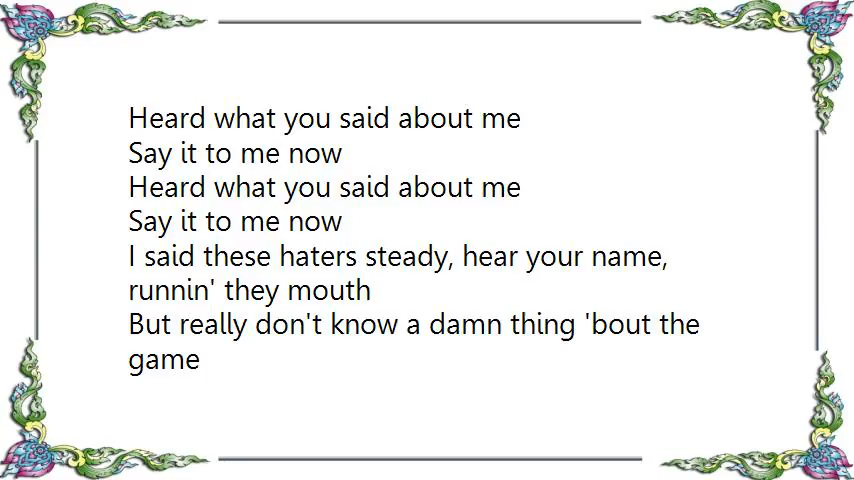 Heard what you said about me
Say it to me now
Heard what you said about me
Say it to me now
I said these haters steady, hear your name,
runnin' they mouth
But really don't know a damn thing 'bout the
game